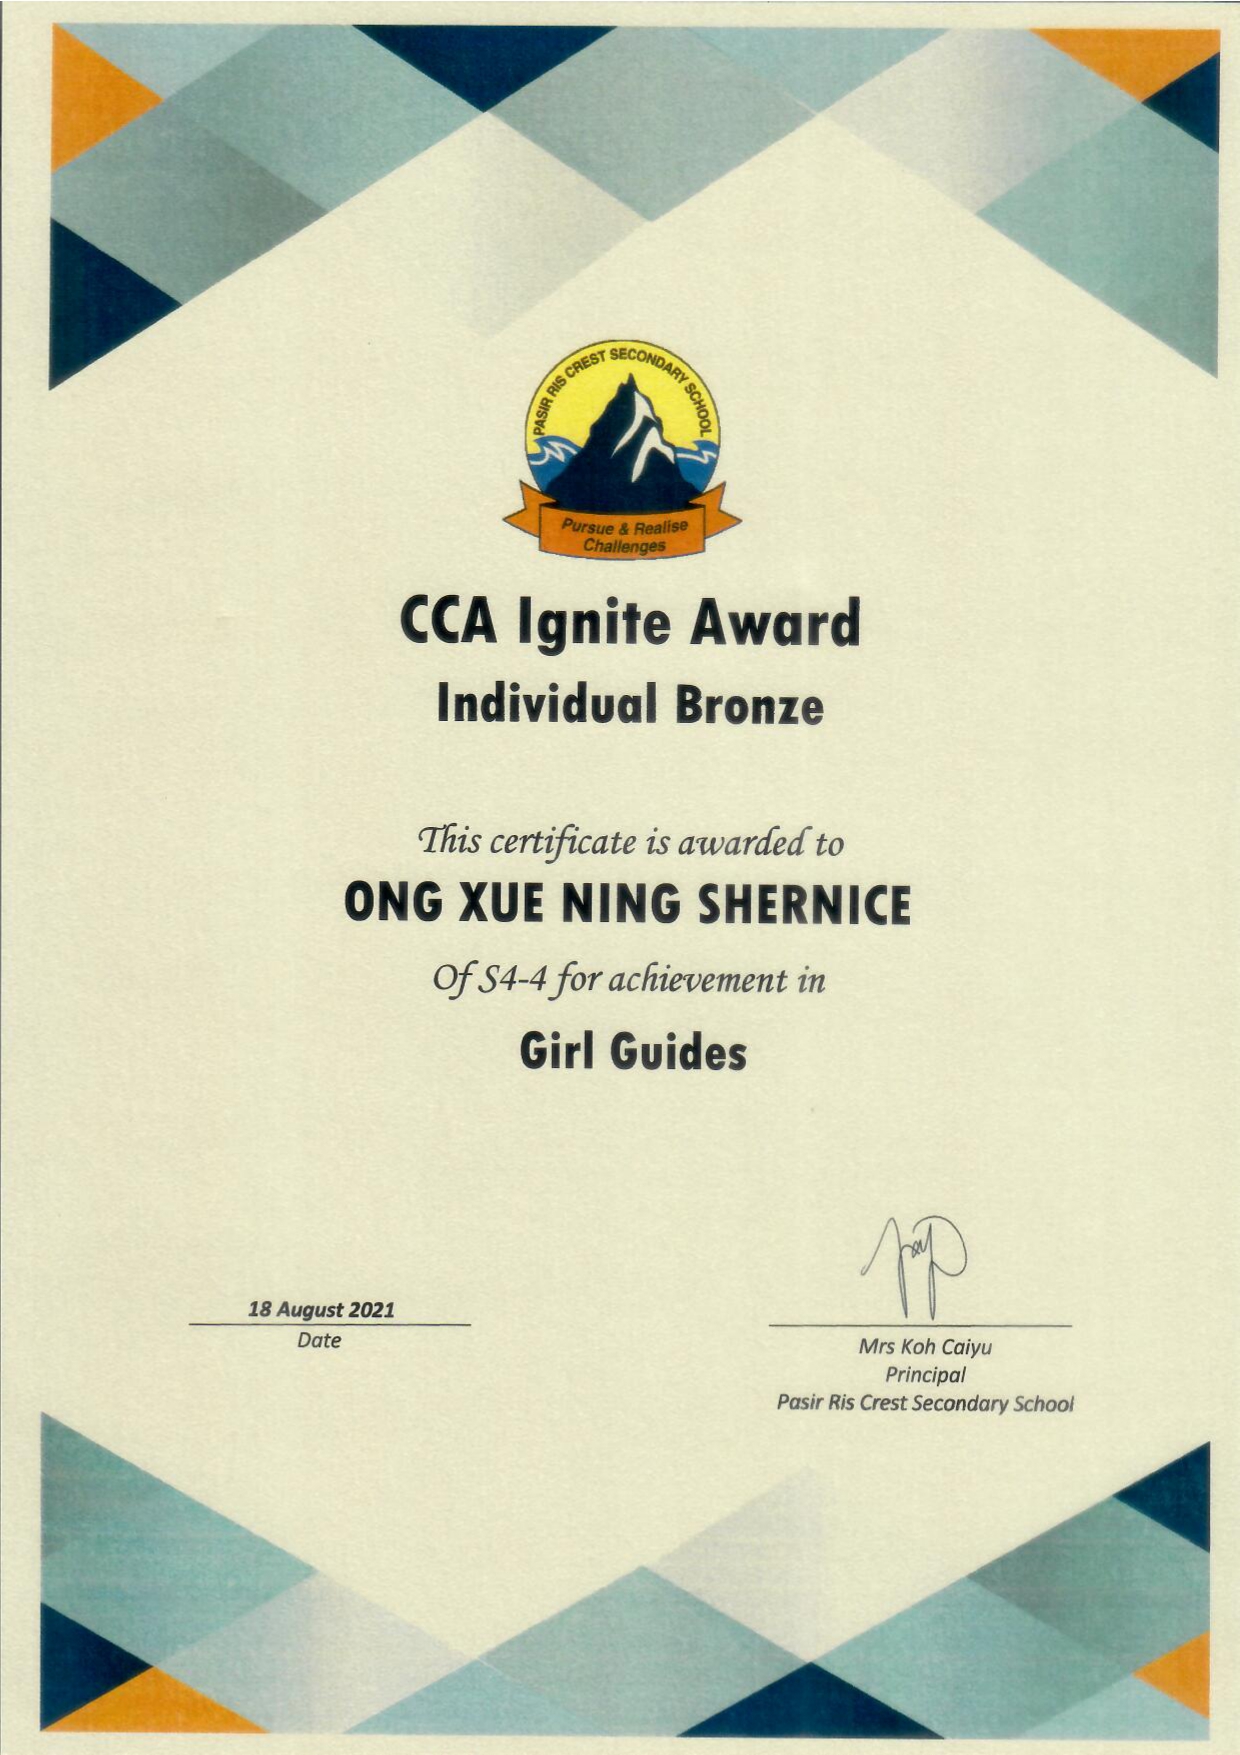 PASIR RIS CREST SECONDARY SCHOOL
Pursue & Realise
Challenges
CCA Ignite Award
Individual Bronze
This certificate is awarded to
ONG XUE NING SHERNICE
Of S4-4 for achievement in
Girl Guides
18 August 2021
Date
Mrs Koh Caiyu
Principal
Pasir Ris Crest Secondary School